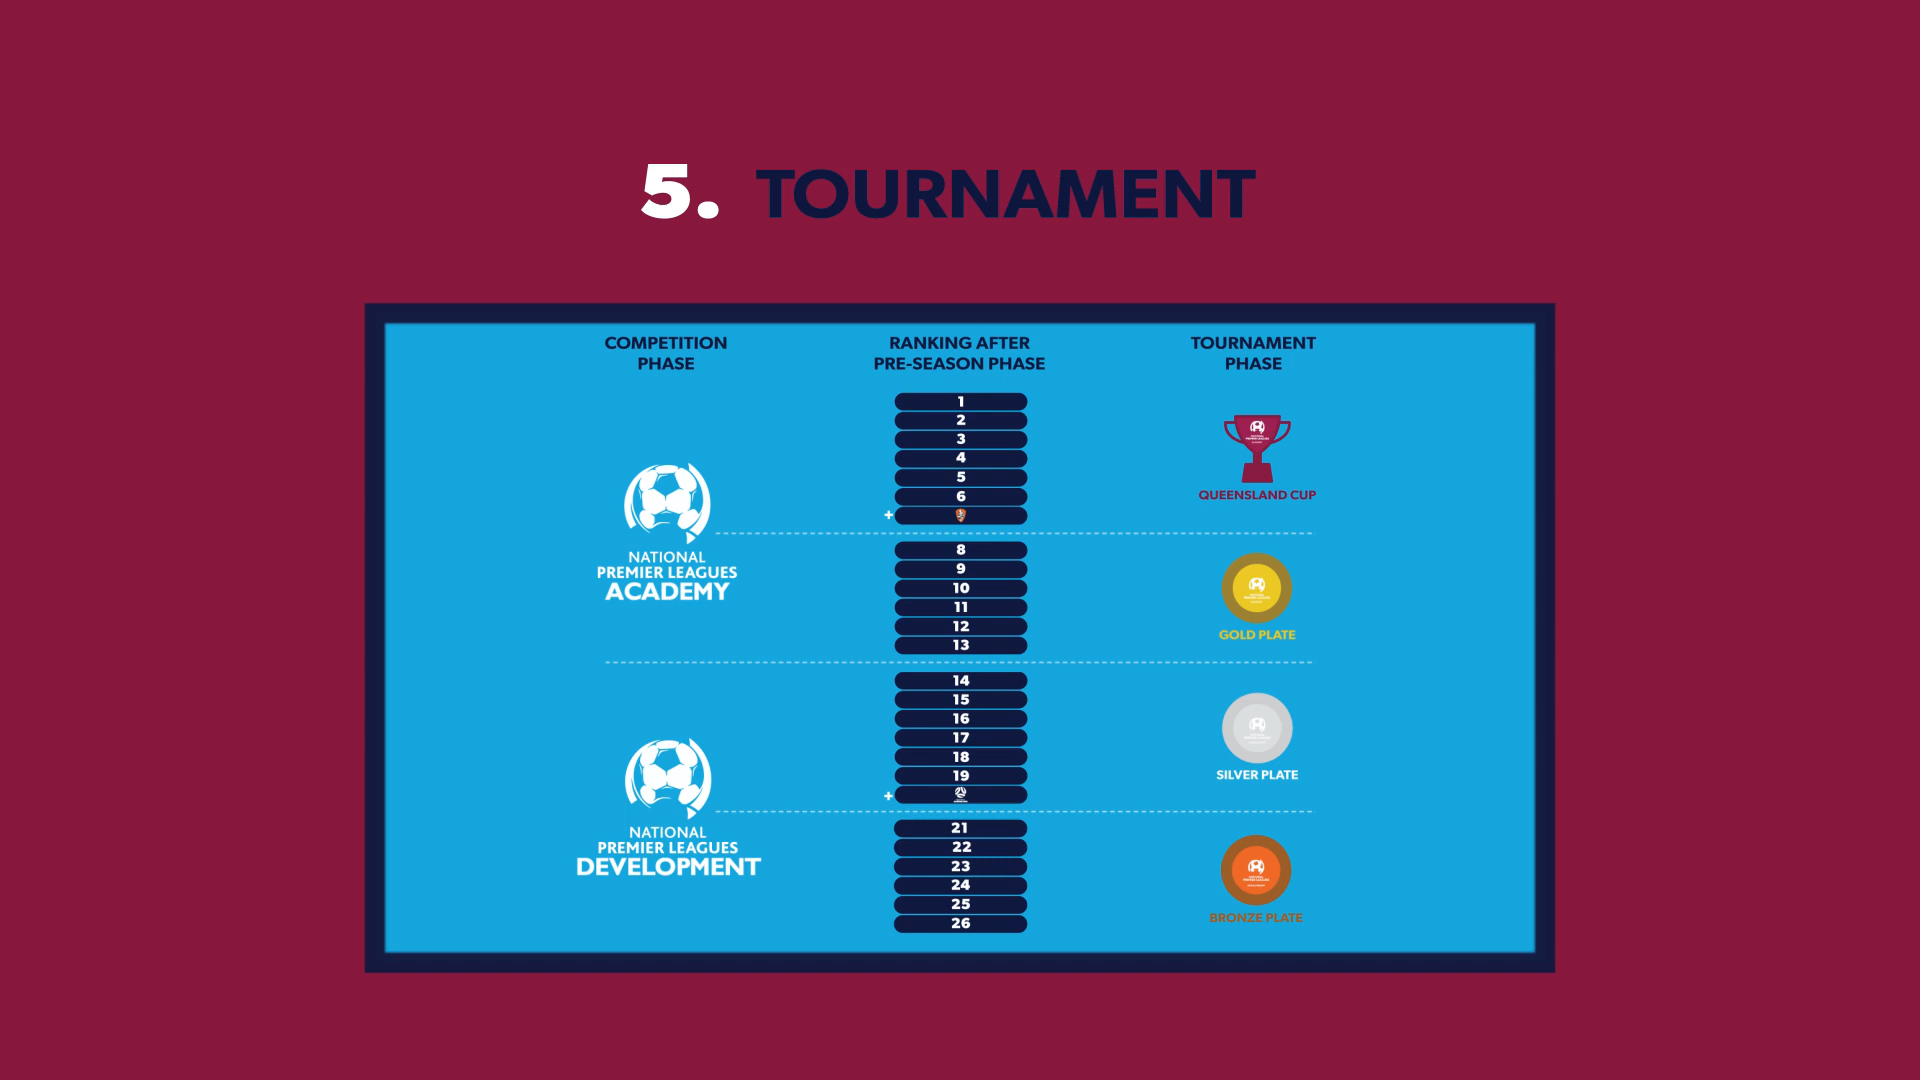 5. TOURNAMENT
COMPETITION
PHASE
RANKING AFTER
PRE-SEASON PHASE
TOURNAMENT
PHASE
1
2
3
4
5
6
+
QUEENSLAND CUP
NATIONAL
PREMIER LEAGUES
ACADEMY
8
9
10
11
12
13
GOLD PLATE
14
15
16
17
18
19
+
SILVER PLATE
NATIONAL
PREMIER LEAGUES
DEVELOPMENT
21
22
23
24
25
26
BRONZE PLATE